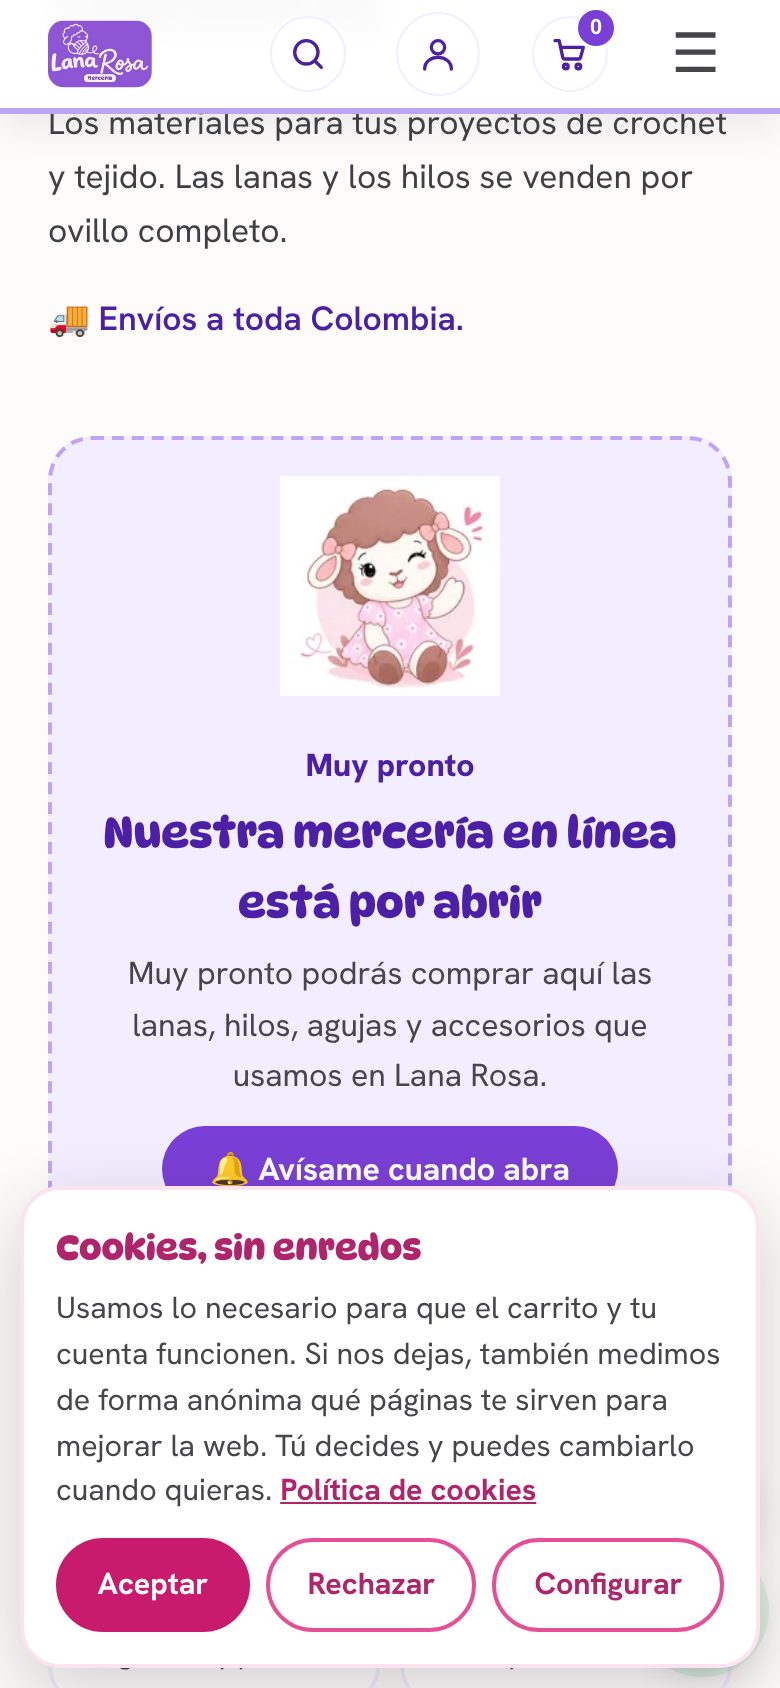 Lana Rosa
Mercería
0
Los materiales para tus proyectos de crochet
y tejido. Las lanas y los hilos se venden por
ovillo completo.
🚚 Envíos a toda Colombia.
Muy pronto
Nuestra mercería en línea
está por abrir
Muy pronto podrás comprar aquí las
lanas, hilos, agujas y accesorios que
usamos en Lana Rosa.
🔔 Avísame cuando abra
Cookies, sin enredos
Usamos lo necesario para que el carrito y tu
cuenta funcionen. Si nos dejas, también medimos
de forma anónima qué páginas te sirven para
mejorar la web. Tú decides y puedes cambiarlo
cuando quieras. Política de cookies
Aceptar
Rechazar
Configurar